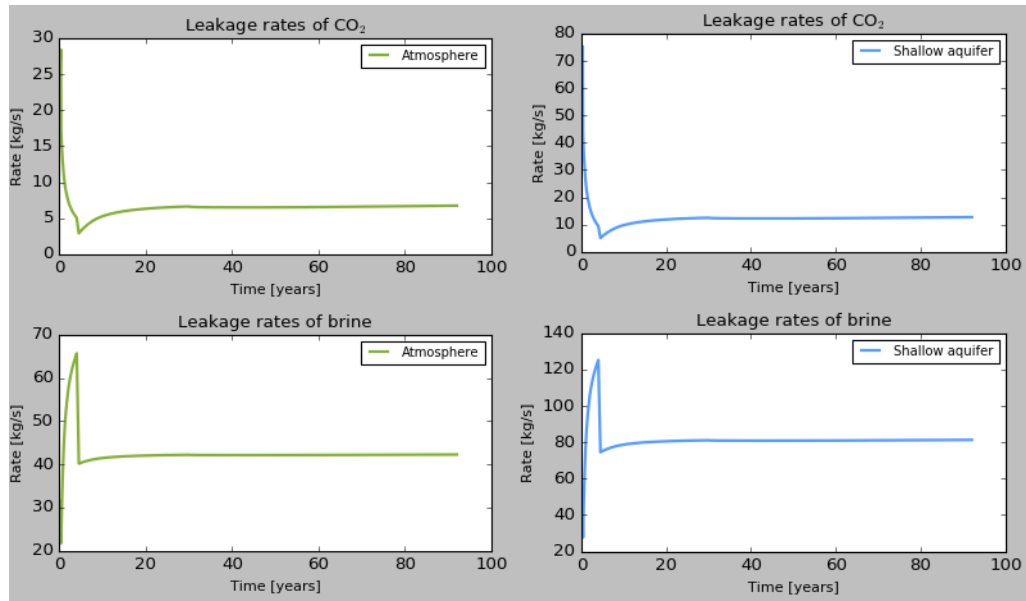 Leakage rates of CO₂
30
25
20
15
10
5
0
Rate [kg/s]
Atmosphere
0 20 40 60 80 100
Time [years]
Leakage rates of CO₂
80
70
60
50
40
30
20
10
0
Rate [kg/s]
Shallow aquifer
0 20 40 60 80 100
Time [years]
Leakage rates of brine
70
60
50
40
30
20
Rate [kg/s]
Atmosphere
0 20 40 60 80 100
Time [years]
Leakage rates of brine
140
120
100
80
60
40
20
Rate [kg/s]
Shallow aquifer
0 20 40 60 80 100
Time [years]